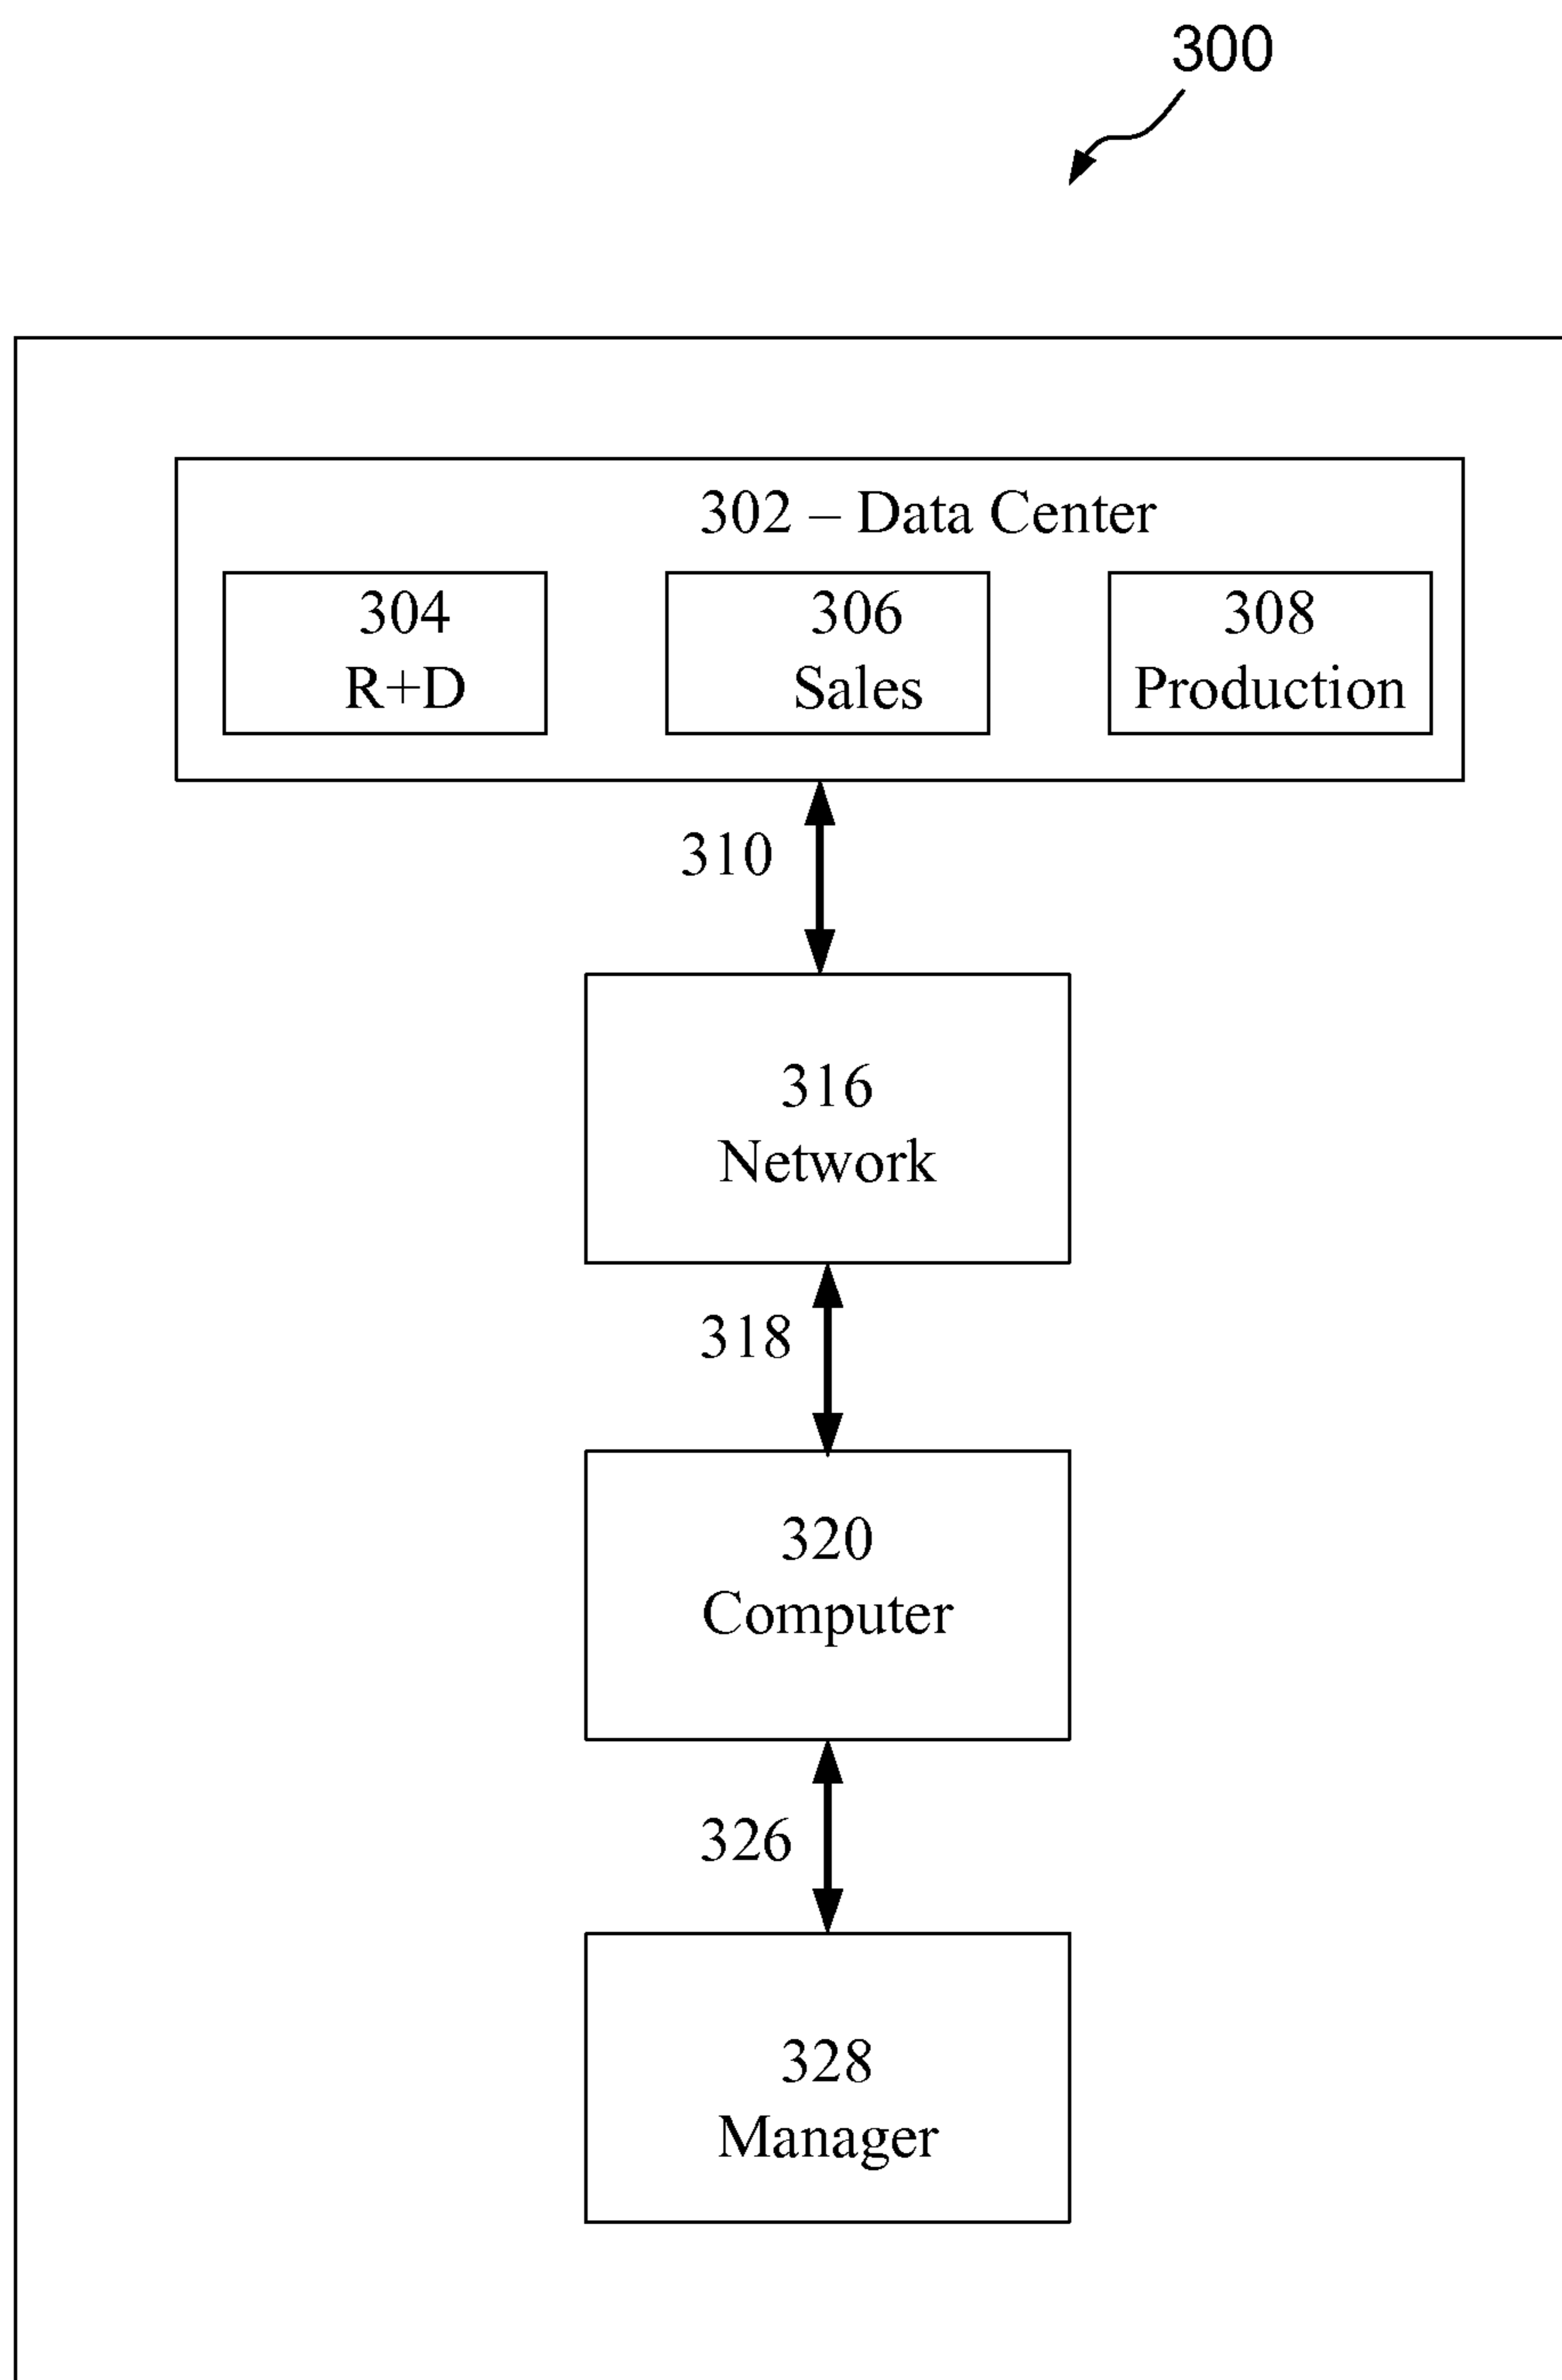 300
302 – Data Center
304
R+D
306
Sales
308
Production
310
316
Network
318
320
Computer
326
328
Manager